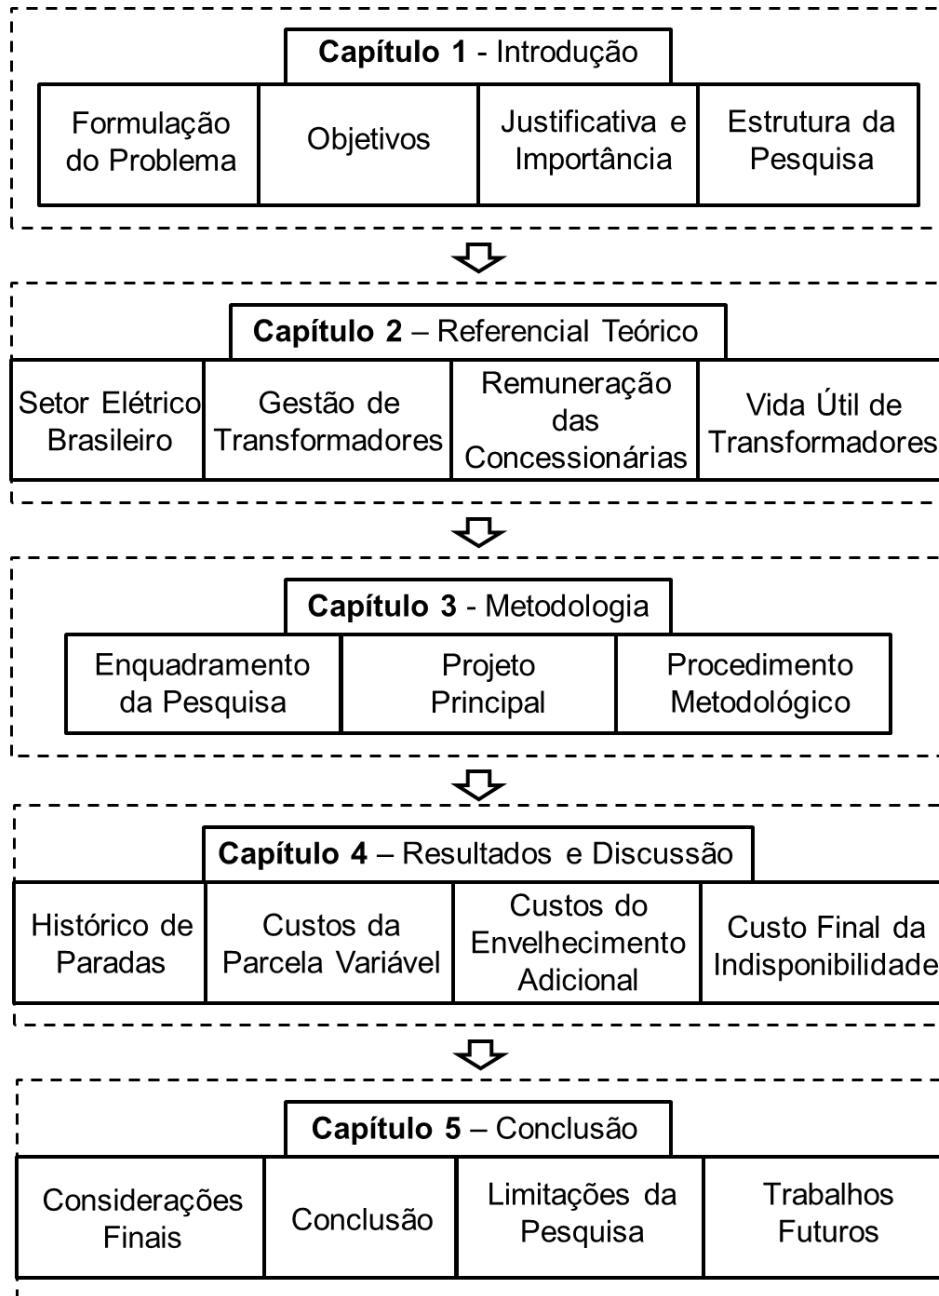 Capítulo 1 - Introdução
Formulação
do Problema
Objetivos
Justificativa e
Importância
Estrutura da
Pesquisa
Capítulo 2 – Referencial Teórico
Setor Elétrico
Brasileiro
Gestão de
Transformadores
Remuneração
das
Concessionárias
Vida Útil de
Transformadores
Capítulo 3 - Metodologia
Enquadramento
da Pesquisa
Projeto
Principal
Procedimento
Metodológico
Capítulo 4 – Resultados e Discussão
Histórico de
Paradas
Custos da
Parcela Variável
Custos do
Envelhecimento
Adicional
Custo Final da
Indisponibilidade
Capítulo 5 – Conclusão
Considerações
Finais
Conclusão
Limitações da
Pesquisa
Trabalhos
Futuros